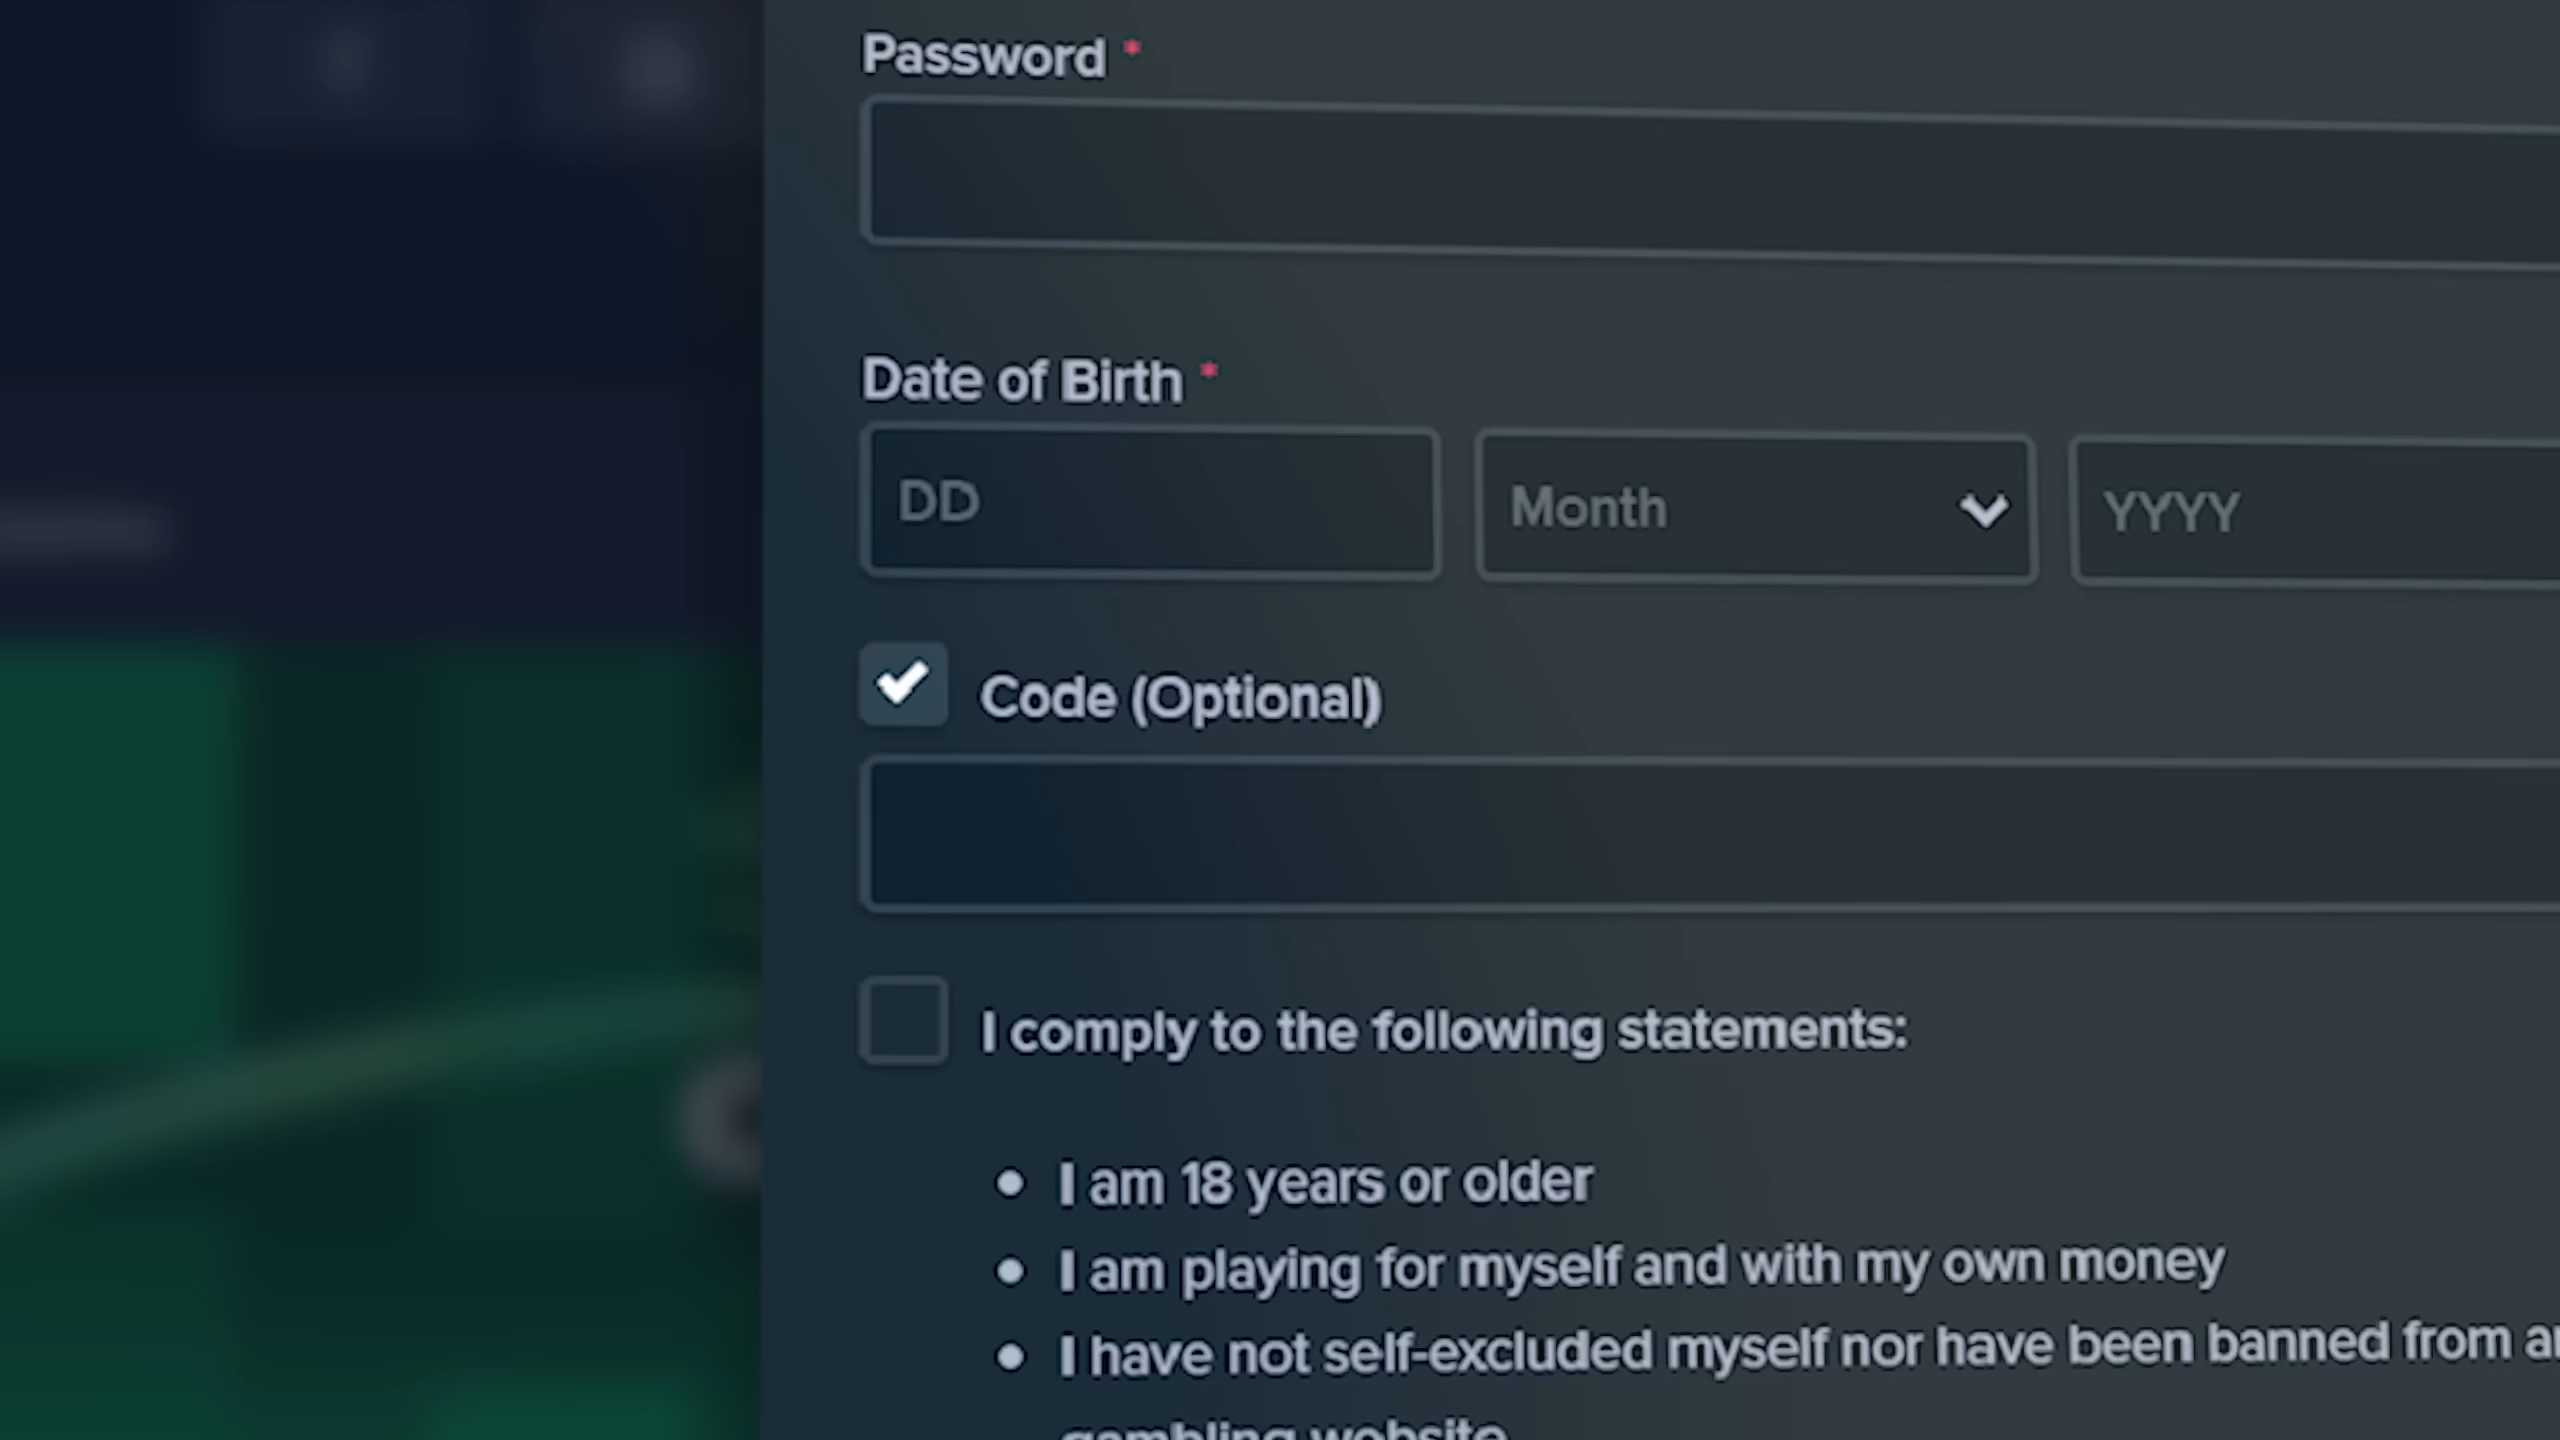 Password *
Date of Birth *
DD Month YYYY
Code (Optional)
I comply to the following statements:
• I am 18 years or older
• I am playing for myself and with my own money
• I have not self-excluded myself nor have been banned from
gambling website